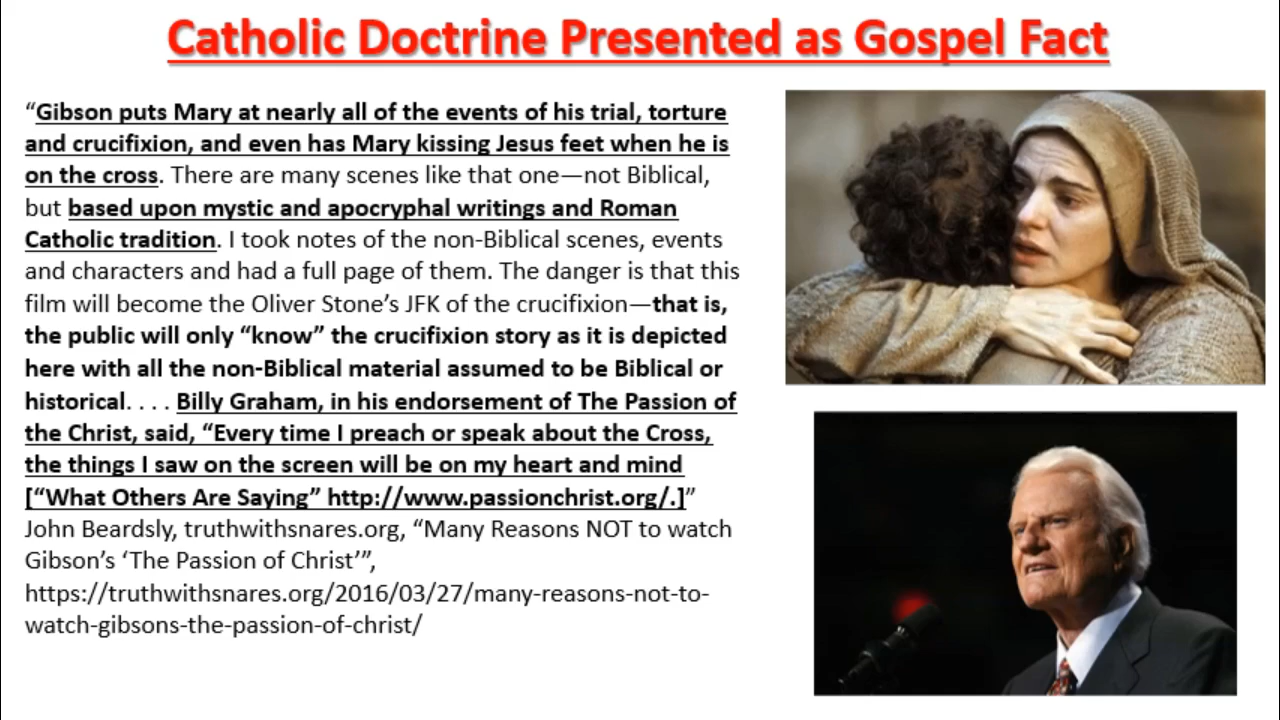 Catholic Doctrine Presented as Gospel Fact
“Gibson puts Mary at nearly all of the events of his trial, torture
and crucifixion, and even has Mary kissing Jesus feet when he is
on the cross. There are many scenes like that one—not Biblical,
but based upon mystic and apocryphal writings and Roman
Catholic tradition. I took notes of the non-Biblical scenes, events
and characters and had a full page of them. The danger is that this
film will become the Oliver Stone’s JFK of the crucifixion—that is,
the public will only “know” the crucifixion story as it is depicted
here with all the non-Biblical material assumed to be Biblical or
historical. . . . Billy Graham, in his endorsement of The Passion of
the Christ, said, “Every time I preach or speak about the Cross,
the things I saw on the screen will be on my heart and mind
[“What Others Are Saying” http://www.passionchrist.org/.]”
John Beardsly, truthwithsnares.org, “Many Reasons NOT to watch
Gibson’s ‘The Passion of Christ’”,
https://truthwithsnares.org/2016/03/27/many-reasons-not-to-
watch-gibsons-the-passion-of-christ/